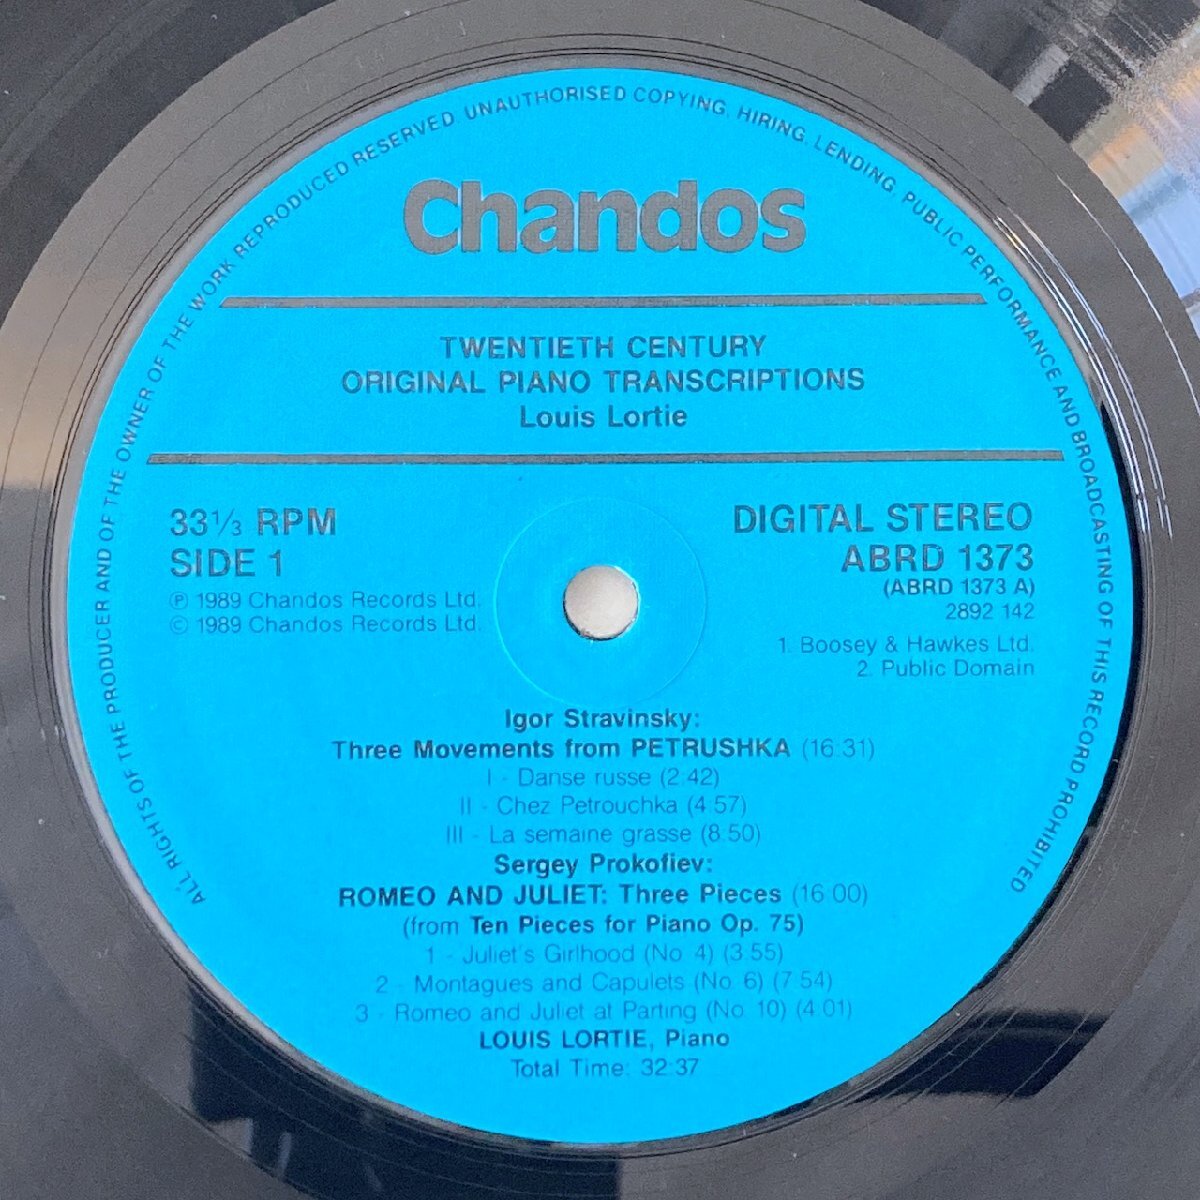 ALL RIGHTS OF THE PRODUCER AND OF THE OWNER OF THE WORK REPRODUCED RESERVED UNAUTHORISED COPYING, HIRING, LENDING, PUBLIC PERFORMANCE AND BROADCASTING OF THIS RECORD PROHIBITED
Chandos
TWENTIETH CENTURY
ORIGINAL PIANO TRANSCRIPTIONS
Louis Lortie
33 1/3 RPM
SIDE 1
℗ 1989 Chandos Records Ltd.
© 1989 Chandos Records Ltd.
DIGITAL STEREO
ABRD 1373
(ABRD 1373 A)
2892 142
1. Boosey & Hawkes Ltd.
2. Public Domain
Igor Stravinsky:
Three Movements from PETRUSHKA (16.31)
I - Danse russe (2.42)
II - Chez Petrouchka (4.57)
III - La semaine grasse (8.50)
Sergey Prokofiev:
ROMEO AND JULIET: Three Pieces (16.00)
(from Ten Pieces for Piano Op. 75)
1 - Juliet's Girlhood (No. 4) (3.55)
2 - Montagues and Capulets (No. 6) (7.54)
3 - Romeo and Juliet at Parting (No. 10) (4.01)
LOUIS LORTIE, Piano
Total Time: 32:37